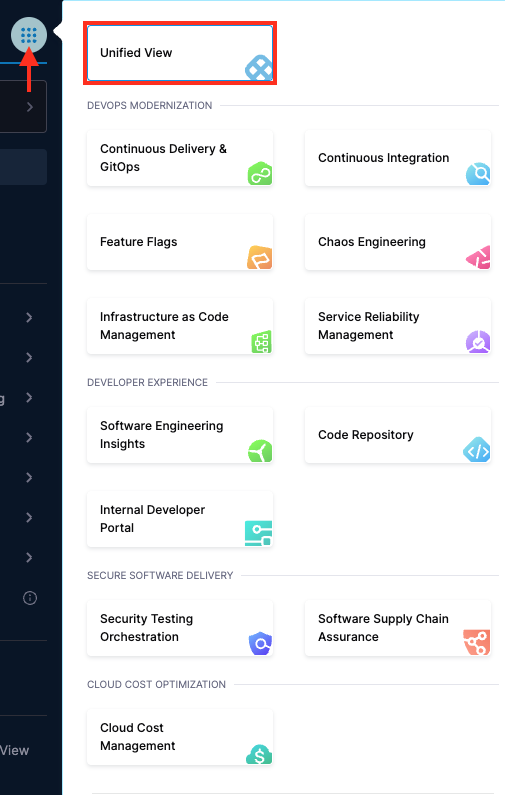 Unified View
DEVOPS MODERNIZATION
Continuous Delivery &
GitOps
Continuous Integration
Feature Flags
Chaos Engineering
Infrastructure as Code
Management
Service Reliability
Management
DEVELOPER EXPERIENCE
Software Engineering
Insights
Code Repository
Internal Developer
Portal
SECURE SOFTWARE DELIVERY
Security Testing
Orchestration
Software Supply Chain
Assurance
CLOUD COST OPTIMIZATION
Cloud Cost
Management
g
View